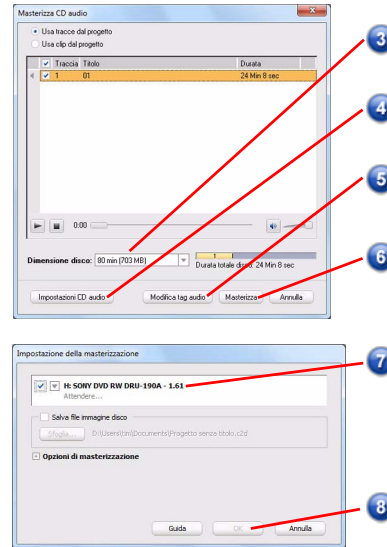 Masterizza CD audio
Usa tracce dal progetto
Usa clip dal progetto
Traccia Titolo Durata
1 01 24 Min 8 sec
0:00
Dimensione disco: 80 min (703 MB)
1
Durata totale disco: 24 Min 8 sec
Impostazioni CD audio Modifica tag audio Masterizza Annulla
3
4
5
6
Impostazione della masterizzazione
H: SONY DVD RW DRU-190A - 1.61
Attendere...
Salva file immagine disco
Sfoglia... D:\Users\tim\Documents\Progetto senza titolo.c2d
Opzioni di masterizzazione
Guida OK Annulla
7
8